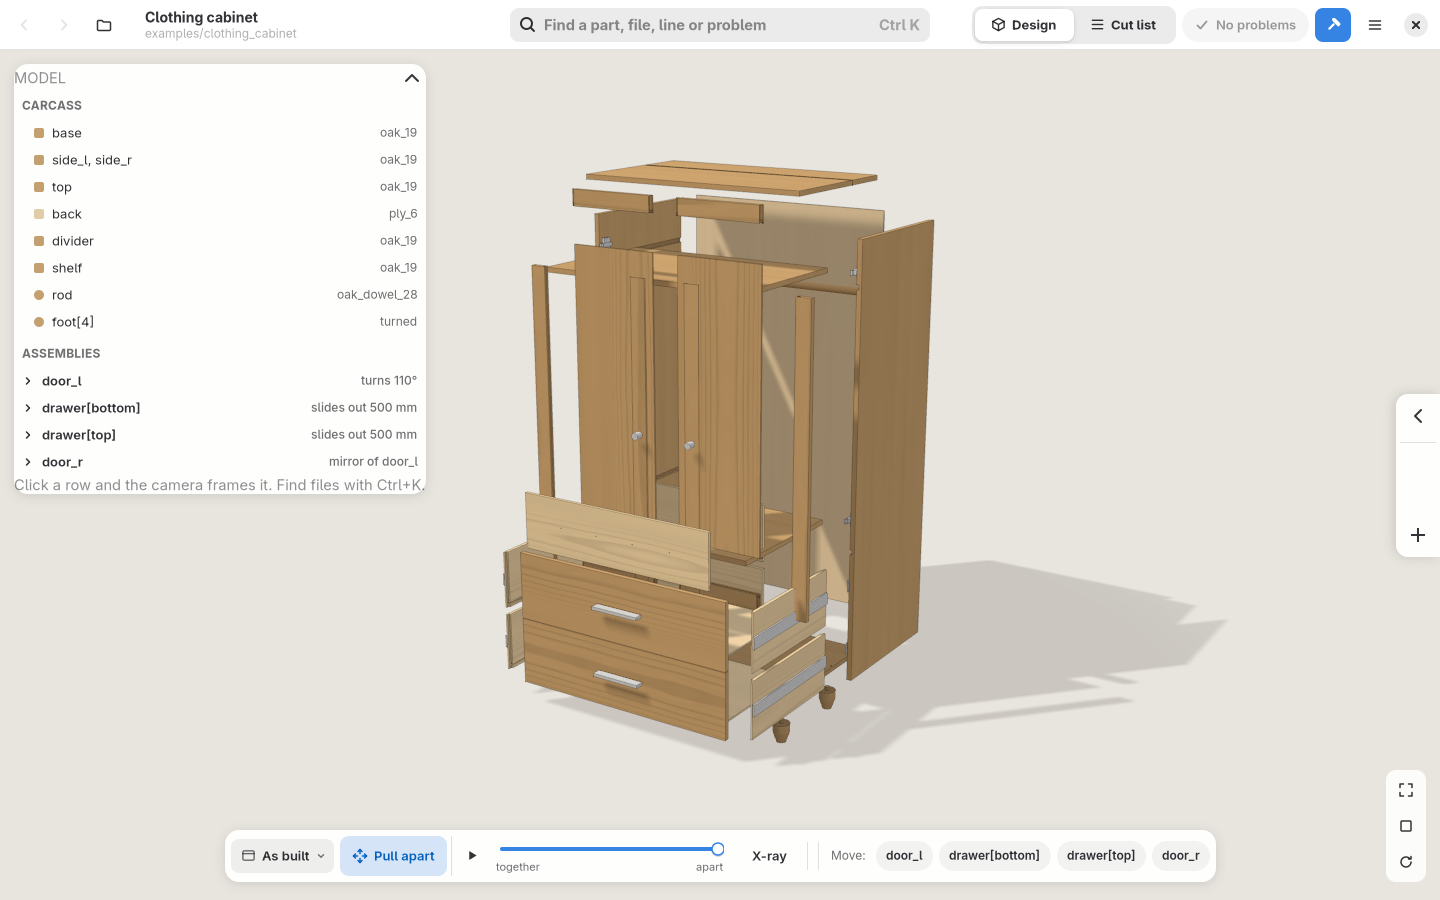 Clothing cabinet
examples/clothing_cabinet
Find a part, file, line or problem Ctrl K
Design
Cut list
No problems
MODEL
CARCASS
base oak_19
side_l, side_r oak_19
top oak_19
back ply_6
divider oak_19
shelf oak_19
rod oak_dowel_28
foot[4] turned
ASSEMBLIES
door_l turns 110°
drawer[bottom] slides out 500 mm
drawer[top] slides out 500 mm
door_r mirror of door_l
Click a row and the camera frames it. Find files with Ctrl+K.
As built
Pull apart
together apart
X-ray
Move: door_l drawer[bottom] drawer[top] door_r